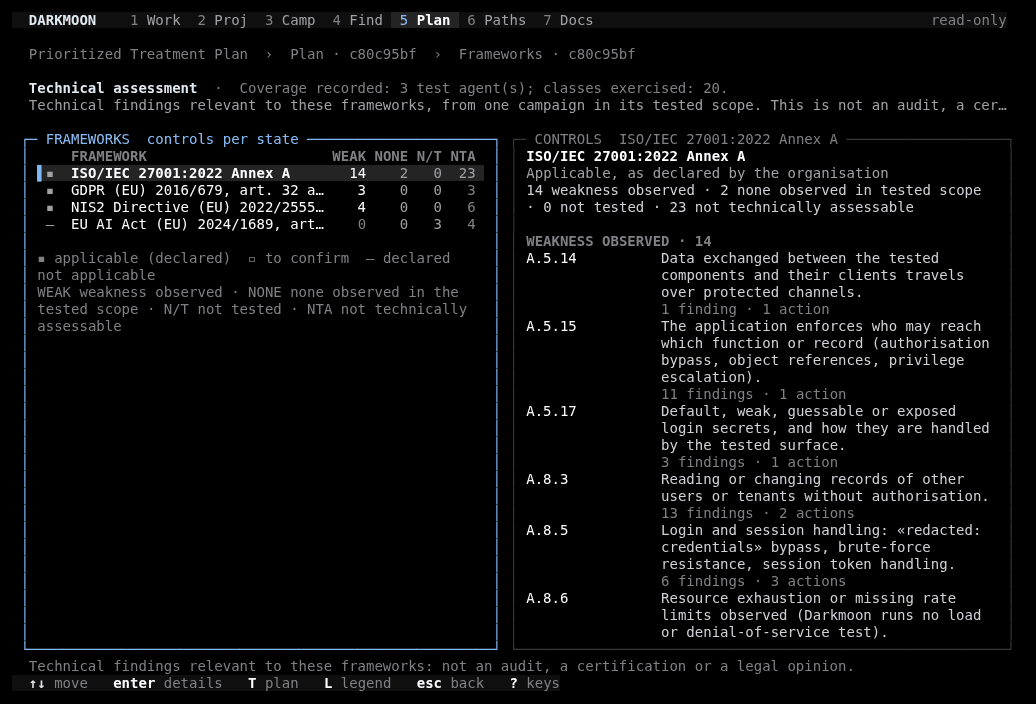 DARKMOON 1 Work 2 Proj 3 Camp 4 Find 5 Plan 6 Paths 7 Docs read-only
Prioritized Treatment Plan › Plan · c80c95bf › Frameworks · c80c95bf
Technical assessment · Coverage recorded: 3 test agent(s); classes exercised: 20.
Technical findings relevant to these frameworks, from one campaign in its tested scope. This is not an audit, a cer…
FRAMEWORKS controls per state
FRAMEWORK WEAK NONE N/T NTA
▪ ISO/IEC 27001:2022 Annex A 14 2 0 23
▪ GDPR (EU) 2016/679, art. 32 a… 3 0 0 3
▪ NIS2 Directive (EU) 2022/2555… 4 0 0 6
— EU AI Act (EU) 2024/1689, art… 0 0 3 4
▪ applicable (declared) ▫ to confirm — declared
not applicable
WEAK weakness observed · NONE none observed in the
tested scope · N/T not tested · NTA not technically
assessable
CONTROLS ISO/IEC 27001:2022 Annex A
ISO/IEC 27001:2022 Annex A
Applicable, as declared by the organisation
14 weakness observed · 2 none observed in tested scope
· 0 not tested · 23 not technically assessable
WEAKNESS OBSERVED · 14
A.5.14 Data exchanged between the tested
components and their clients travels
over protected channels.
1 finding · 1 action
A.5.15 The application enforces who may reach
which function or record (authorisation
bypass, object references, privilege
escalation).
11 findings · 1 action
A.5.17 Default, weak, guessable or exposed
login secrets, and how they are handled
by the tested surface.
3 findings · 1 action
A.8.3 Reading or changing records of other
users or tenants without authorisation.
13 findings · 2 actions
A.8.5 Login and session handling: «redacted:
credentials» bypass, brute-force
resistance, session token handling.
6 findings · 3 actions
A.8.6 Resource exhaustion or missing rate
limits observed (Darkmoon runs no load
or denial-of-service test).
Technical findings relevant to these frameworks: not an audit, a certification or a legal opinion.
↑↓ move enter details T plan L legend esc back ? keys